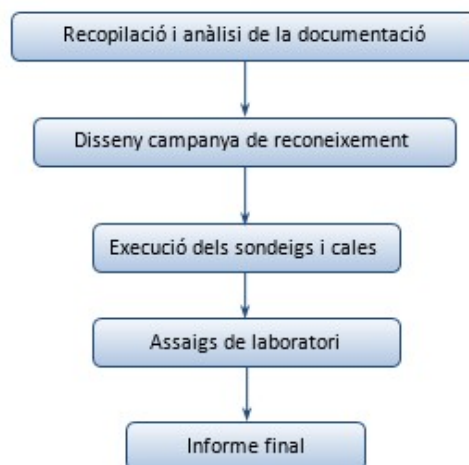 Recopilació i anàlisi de la documentació
Disseny campanya de reconeixement
Execució dels sondeigs i cales
Assaigs de laboratori
Informe final